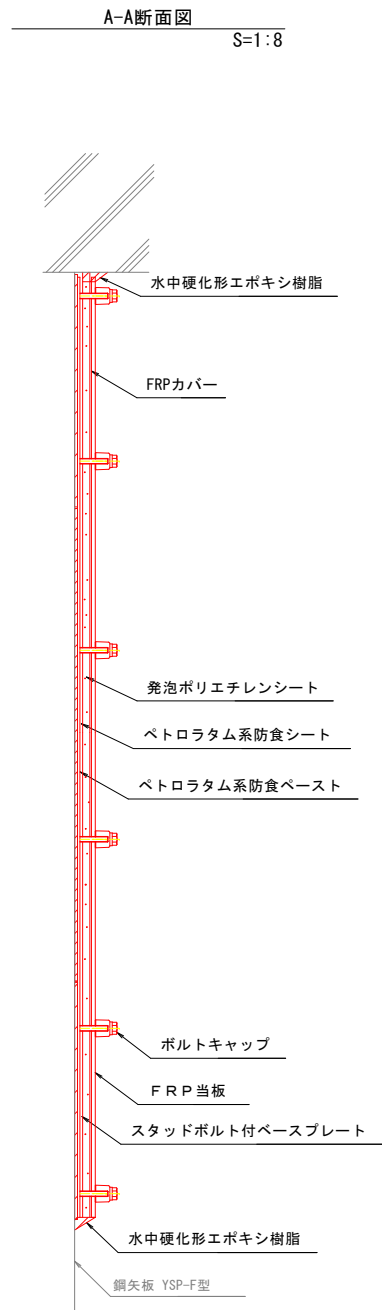 A-A断面図
S=1:8
水中硬化形エポキシ樹脂
FRPカバー
発泡ポリエチレンシート
ペトロラタム系防食シート
ペトロラタム系防食ペースト
ボルトキャップ
ＦＲＰ当板
スタッドボルト付ベースプレート
水中硬化形エポキシ樹脂
鋼矢板 YSP-F型